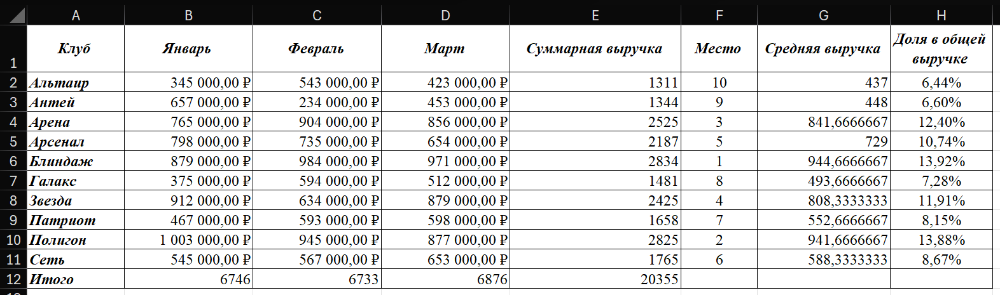 A B C D E F G H
1 Клуб Январь Февраль Март Суммарная выручка Место Средняя выручка Доля в общей
выручке
2 Альтаир 345 000,00 ₽ 543 000,00 ₽ 423 000,00 ₽ 1311 10 437 6,44%
3 Антей 657 000,00 ₽ 234 000,00 ₽ 453 000,00 ₽ 1344 9 448 6,60%
4 Арена 765 000,00 ₽ 904 000,00 ₽ 856 000,00 ₽ 2525 3 841,6666667 12,40%
5 Арсенал 798 000,00 ₽ 735 000,00 ₽ 654 000,00 ₽ 2187 5 729 10,74%
6 Блиндаж 879 000,00 ₽ 984 000,00 ₽ 971 000,00 ₽ 2834 1 944,6666667 13,92%
7 Галакс 375 000,00 ₽ 594 000,00 ₽ 512 000,00 ₽ 1481 8 493,6666667 7,28%
8 Звезда 912 000,00 ₽ 634 000,00 ₽ 879 000,00 ₽ 2425 4 808,3333333 11,91%
9 Патриот 467 000,00 ₽ 593 000,00 ₽ 598 000,00 ₽ 1658 7 552,6666667 8,15%
10 Полигон 1 003 000,00 ₽ 945 000,00 ₽ 877 000,00 ₽ 2825 2 941,6666667 13,88%
11 Сеть 545 000,00 ₽ 567 000,00 ₽ 653 000,00 ₽ 1765 6 588,3333333 8,67%
12 Итого 6746 6733 6876 20355